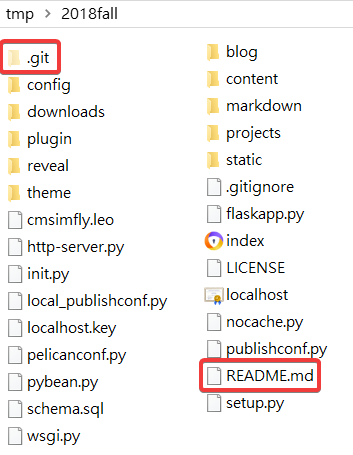 tmp > 2018fall
.git
config
downloads
plugin
reveal
theme
cmsimfly.leo
http-server.py
init.py
local_publishconf.py
localhost.key
pelicanconf.py
pybean.py
schema.sql
wsgi.py
blog
content
markdown
projects
static
.gitignore
flaskapp.py
index
LICENSE
localhost
nocache.py
publishconf.py
README.md
setup.py